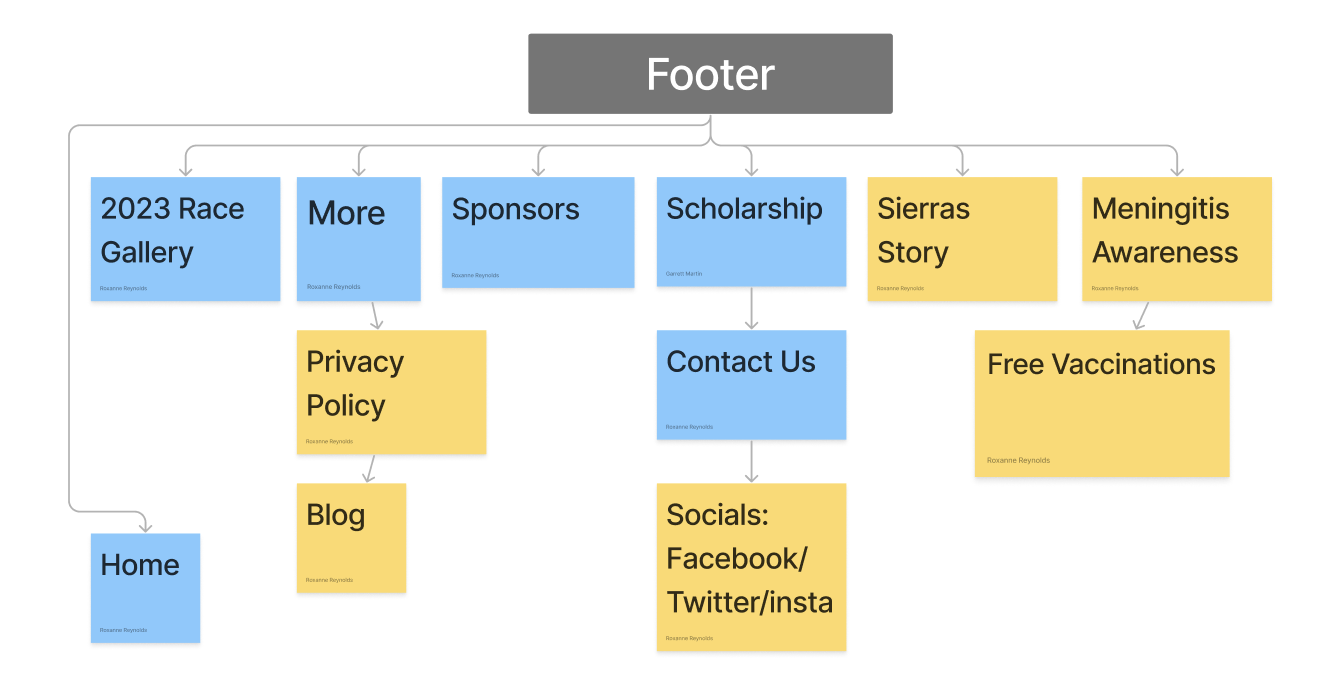 Footer
2023 Race
Gallery
Roxanne Reynolds
More
Roxanne Reynolds
Sponsors
Roxanne Reynolds
Scholarship
Garrett Martin
Sierras
Story
Roxanne Reynolds
Meningitis
Awareness
Roxanne Reynolds
Privacy
Policy
Roxanne Reynolds
Contact Us
Roxanne Reynolds
Free Vaccinations
Roxanne Reynolds
Blog
Roxanne Reynolds
Socials:
Facebook/
Twitter/insta
Roxanne Reynolds
Home
Roxanne Reynolds